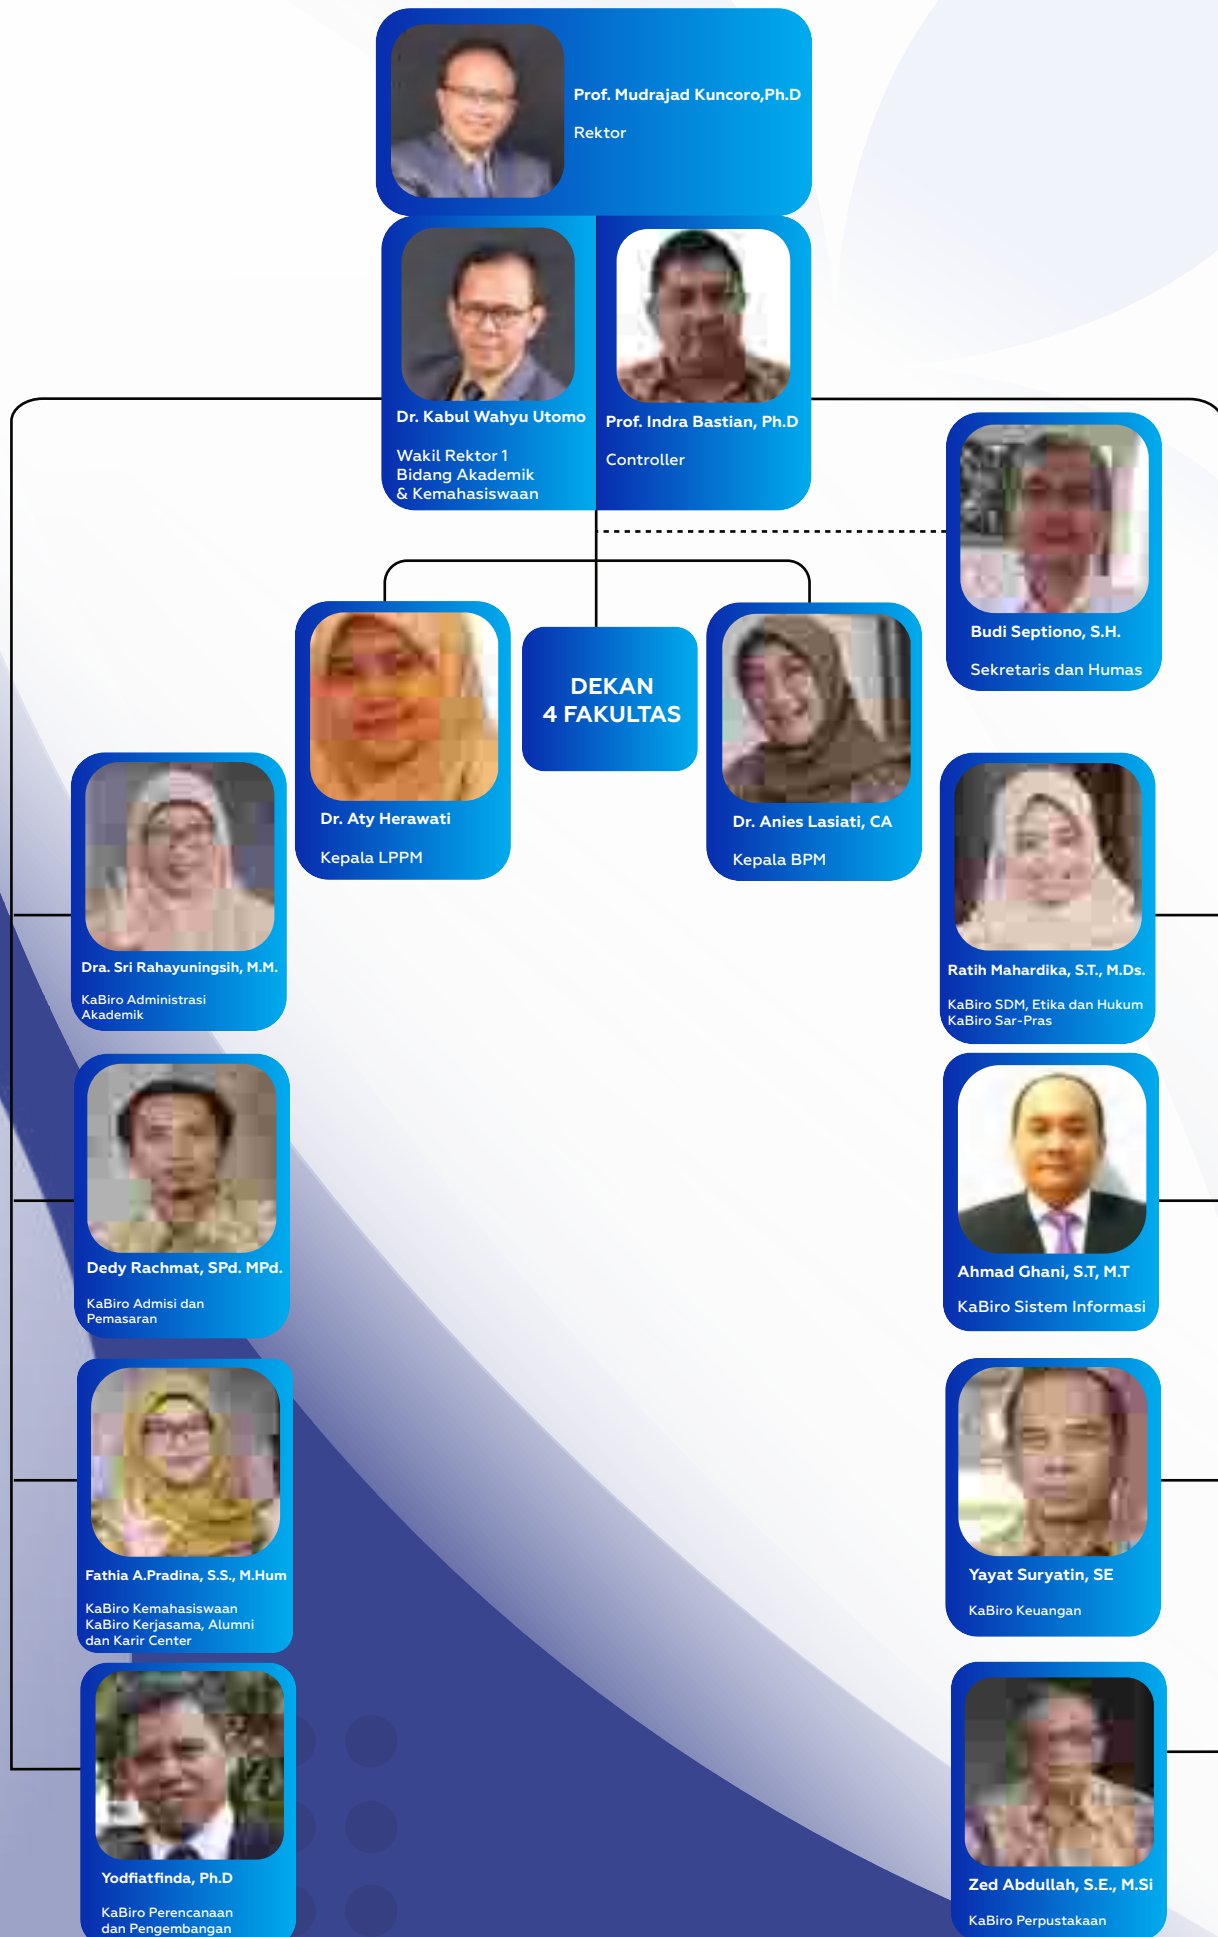 Prof. Mudrajad Kuncoro,Ph.D
Rektor
Dr. Kabul Wahyu Utomo
Wakil Rektor 1
Bidang Akademik
& Kemahasiswaan
Prof. Indra Bastian, Ph.D
Controller
Budi Septiono, S.H.
Sekretaris dan Humas
Dr. Aty Herawati
Kepala LPPM
DEKAN
4 FAKULTAS
Dr. Anies Lasiati, CA
Kepala BPM
Dra. Sri Rahayuningsih, M.M.
KaBiro Administrasi
Akademik
Ratih Mahardika, S.T., M.Ds.
KaBiro SDM, Etika dan Hukum
KaBiro Sar-Pras
Dedy Rachmat, SPd. MPd.
KaBiro Admisi dan
Pemasaran
Ahmad Ghani, S.T, M.T
KaBiro Sistem Informasi
Fathia A.Pradina, S.S., M.Hum
KaBiro Kemahasiswaan
KaBiro Kerjasama, Alumni
dan Karir Center
Yayat Suryatin, SE
KaBiro Keuangan
Yodfiatfinda, Ph.D
KaBiro Perencanaan
dan Pengembangan
Zed Abdullah, S.E., M.Si
KaBiro Perpustakaan